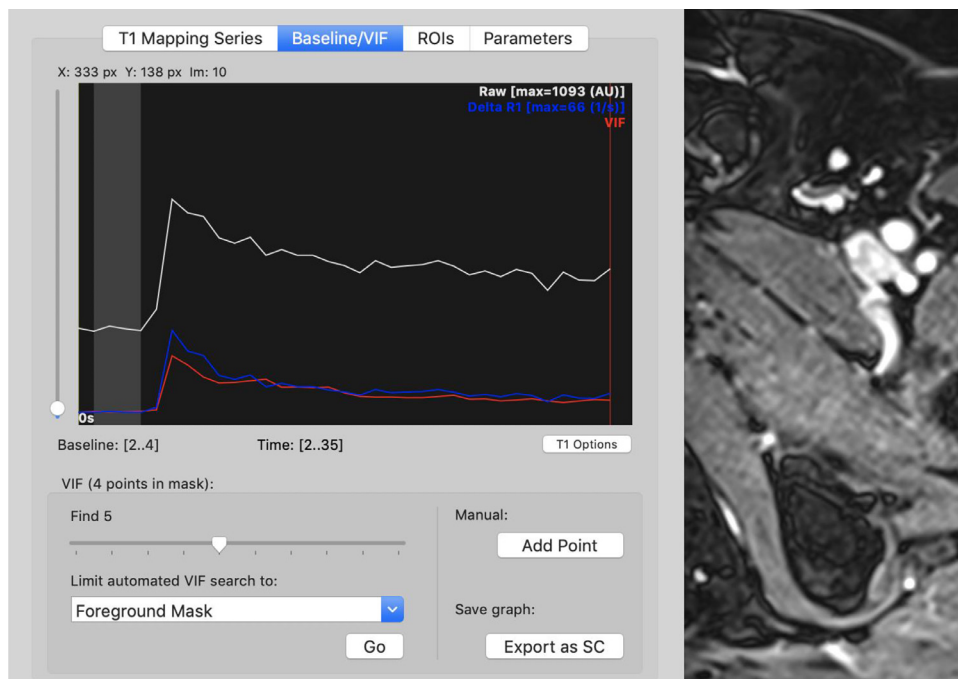 T1 Mapping Series Baseline/VIF ROIs Parameters
X: 333 px Y: 138 px Im: 10
Raw [max=1093 (AU)]
Delta R1 [max=66 (1/s)]
VIF
0s
Baseline: [2..4] Time: [2..35] T1 Options
VIF (4 points in mask):
Find 5
Manual:
Add Point
Limit automated VIF search to:
Foreground Mask
Save graph:
Go
Export as SC